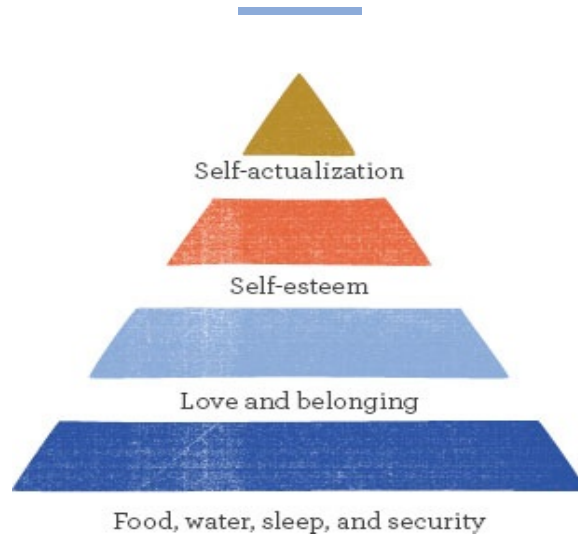 Self-actualization
Self-esteem
Love and belonging
Food, water, sleep, and security